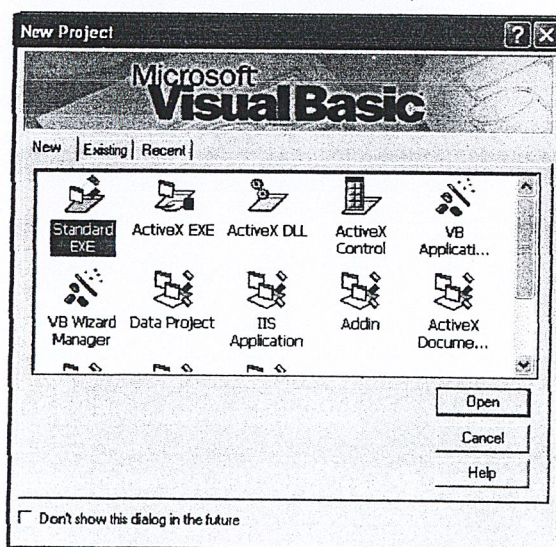 New Project
Microsoft
Visual Basic
New Existing Recent
Standard EXE
ActiveX EXE
ActiveX DLL
ActiveX Control
VB Applicati...
VB Wizard Manager
Data Project
IIS Application
Addin
ActiveX Docume...
Open
Cancel
Help
Don't show this dialog in the future